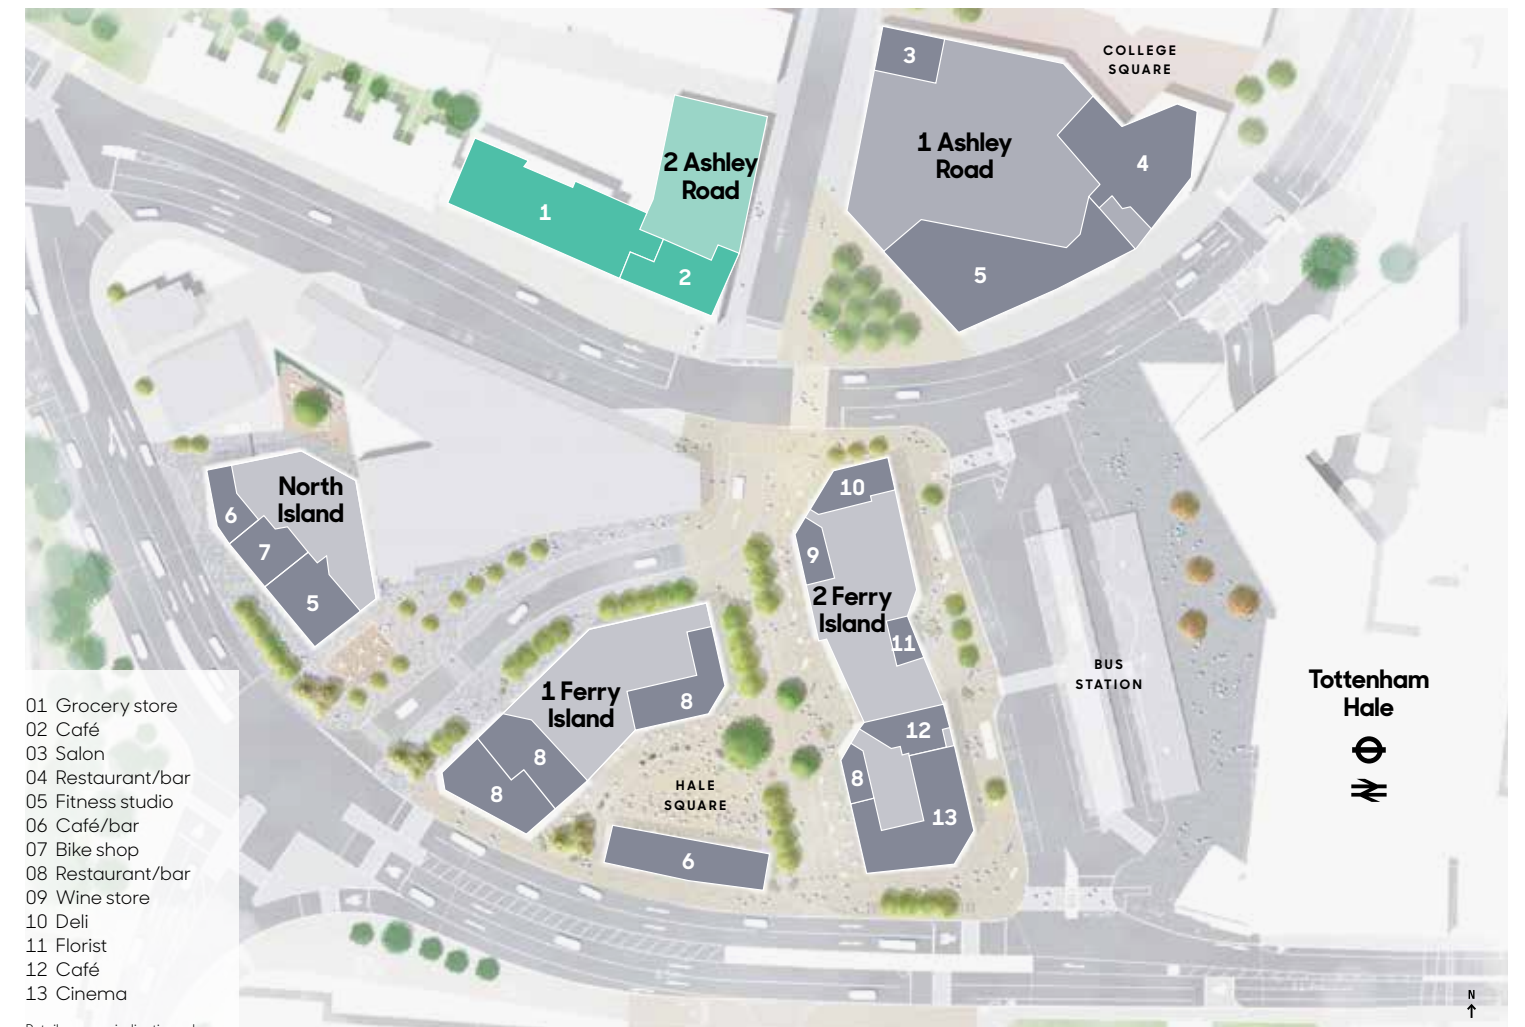 COLLEGE
SQUARE
3
1 Ashley
Road
4
5
2 Ashley
Road
1
2
North
Island
6
7
5
10
9
2 Ferry
Island
11
12
8
13
1 Ferry
Island
8
8
8
HALE
SQUARE
6
BUS
STATION
Tottenham
Hale
N
01 Grocery store
02 Café
03 Salon
04 Restaurant/bar
05 Fitness studio
06 Café/bar
07 Bike shop
08 Restaurant/bar
09 Wine store
10 Deli
11 Florist
12 Café
13 Cinema